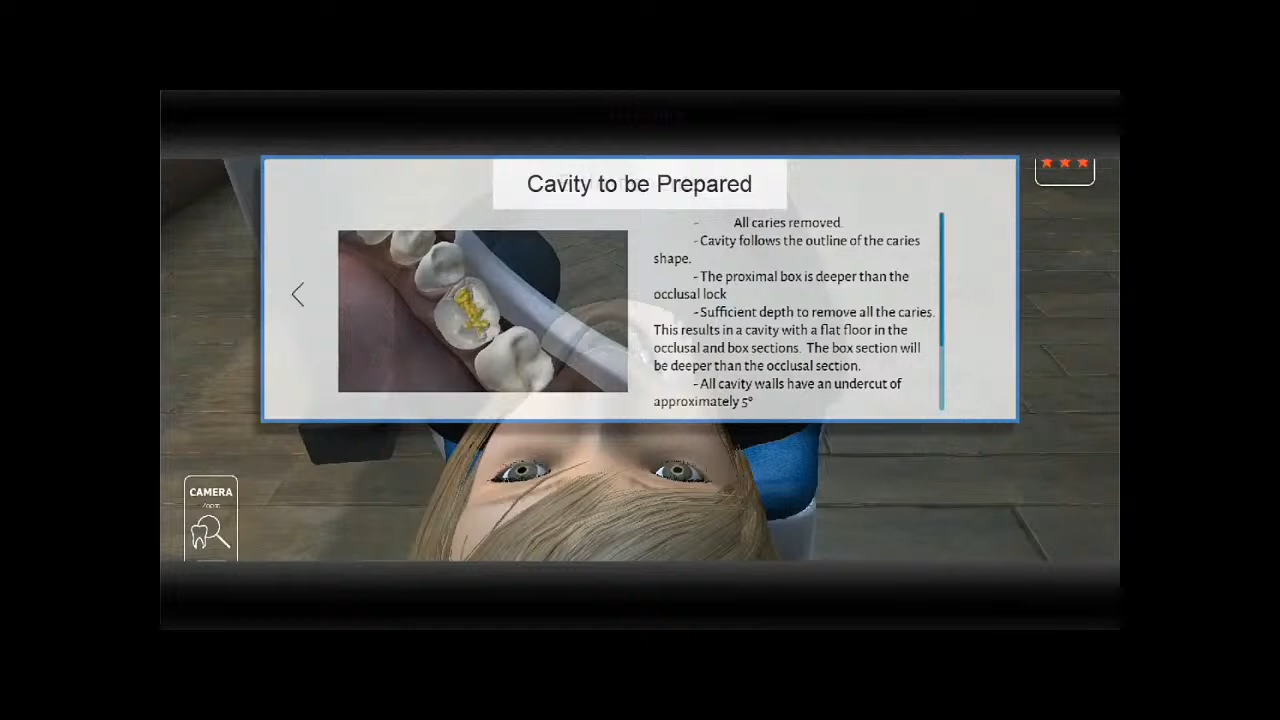 Cavity to be Prepared
- All caries removed.
- Cavity follows the outline of the caries
shape.
- The proximal box is deeper than the
occlusal lock
- Sufficient depth to remove all the caries.
This results in a cavity with a flat floor in the
occlusal and box sections. The box section will
be deeper than the occlusal section.
- All cavity walls have an undercut of
approximately 5°
CAMERA